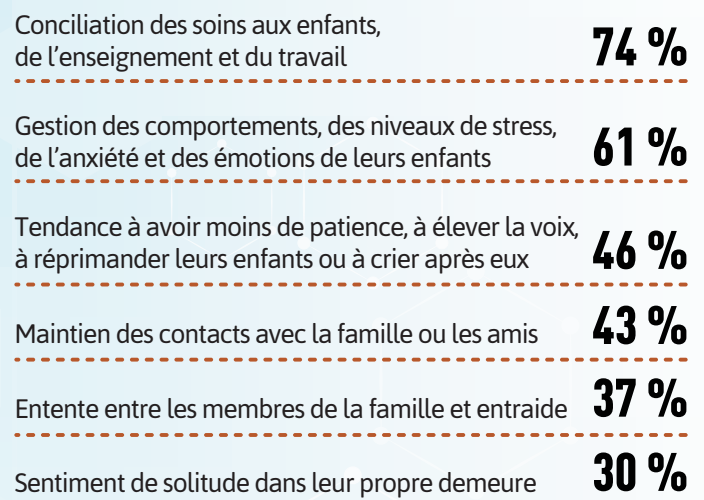 Conciliation des soins aux enfants,
de l’enseignement et du travail
74 %
Gestion des comportements, des niveaux de stress,
de l’anxiété et des émotions de leurs enfants
61 %
Tendance à avoir moins de patience, à élever la voix,
à réprimander leurs enfants ou à crier après eux
46 %
Maintien des contacts avec la famille ou les amis 43 %
Entente entre les membres de la famille et entraide 37 %
Sentiment de solitude dans leur propre demeure 30 %